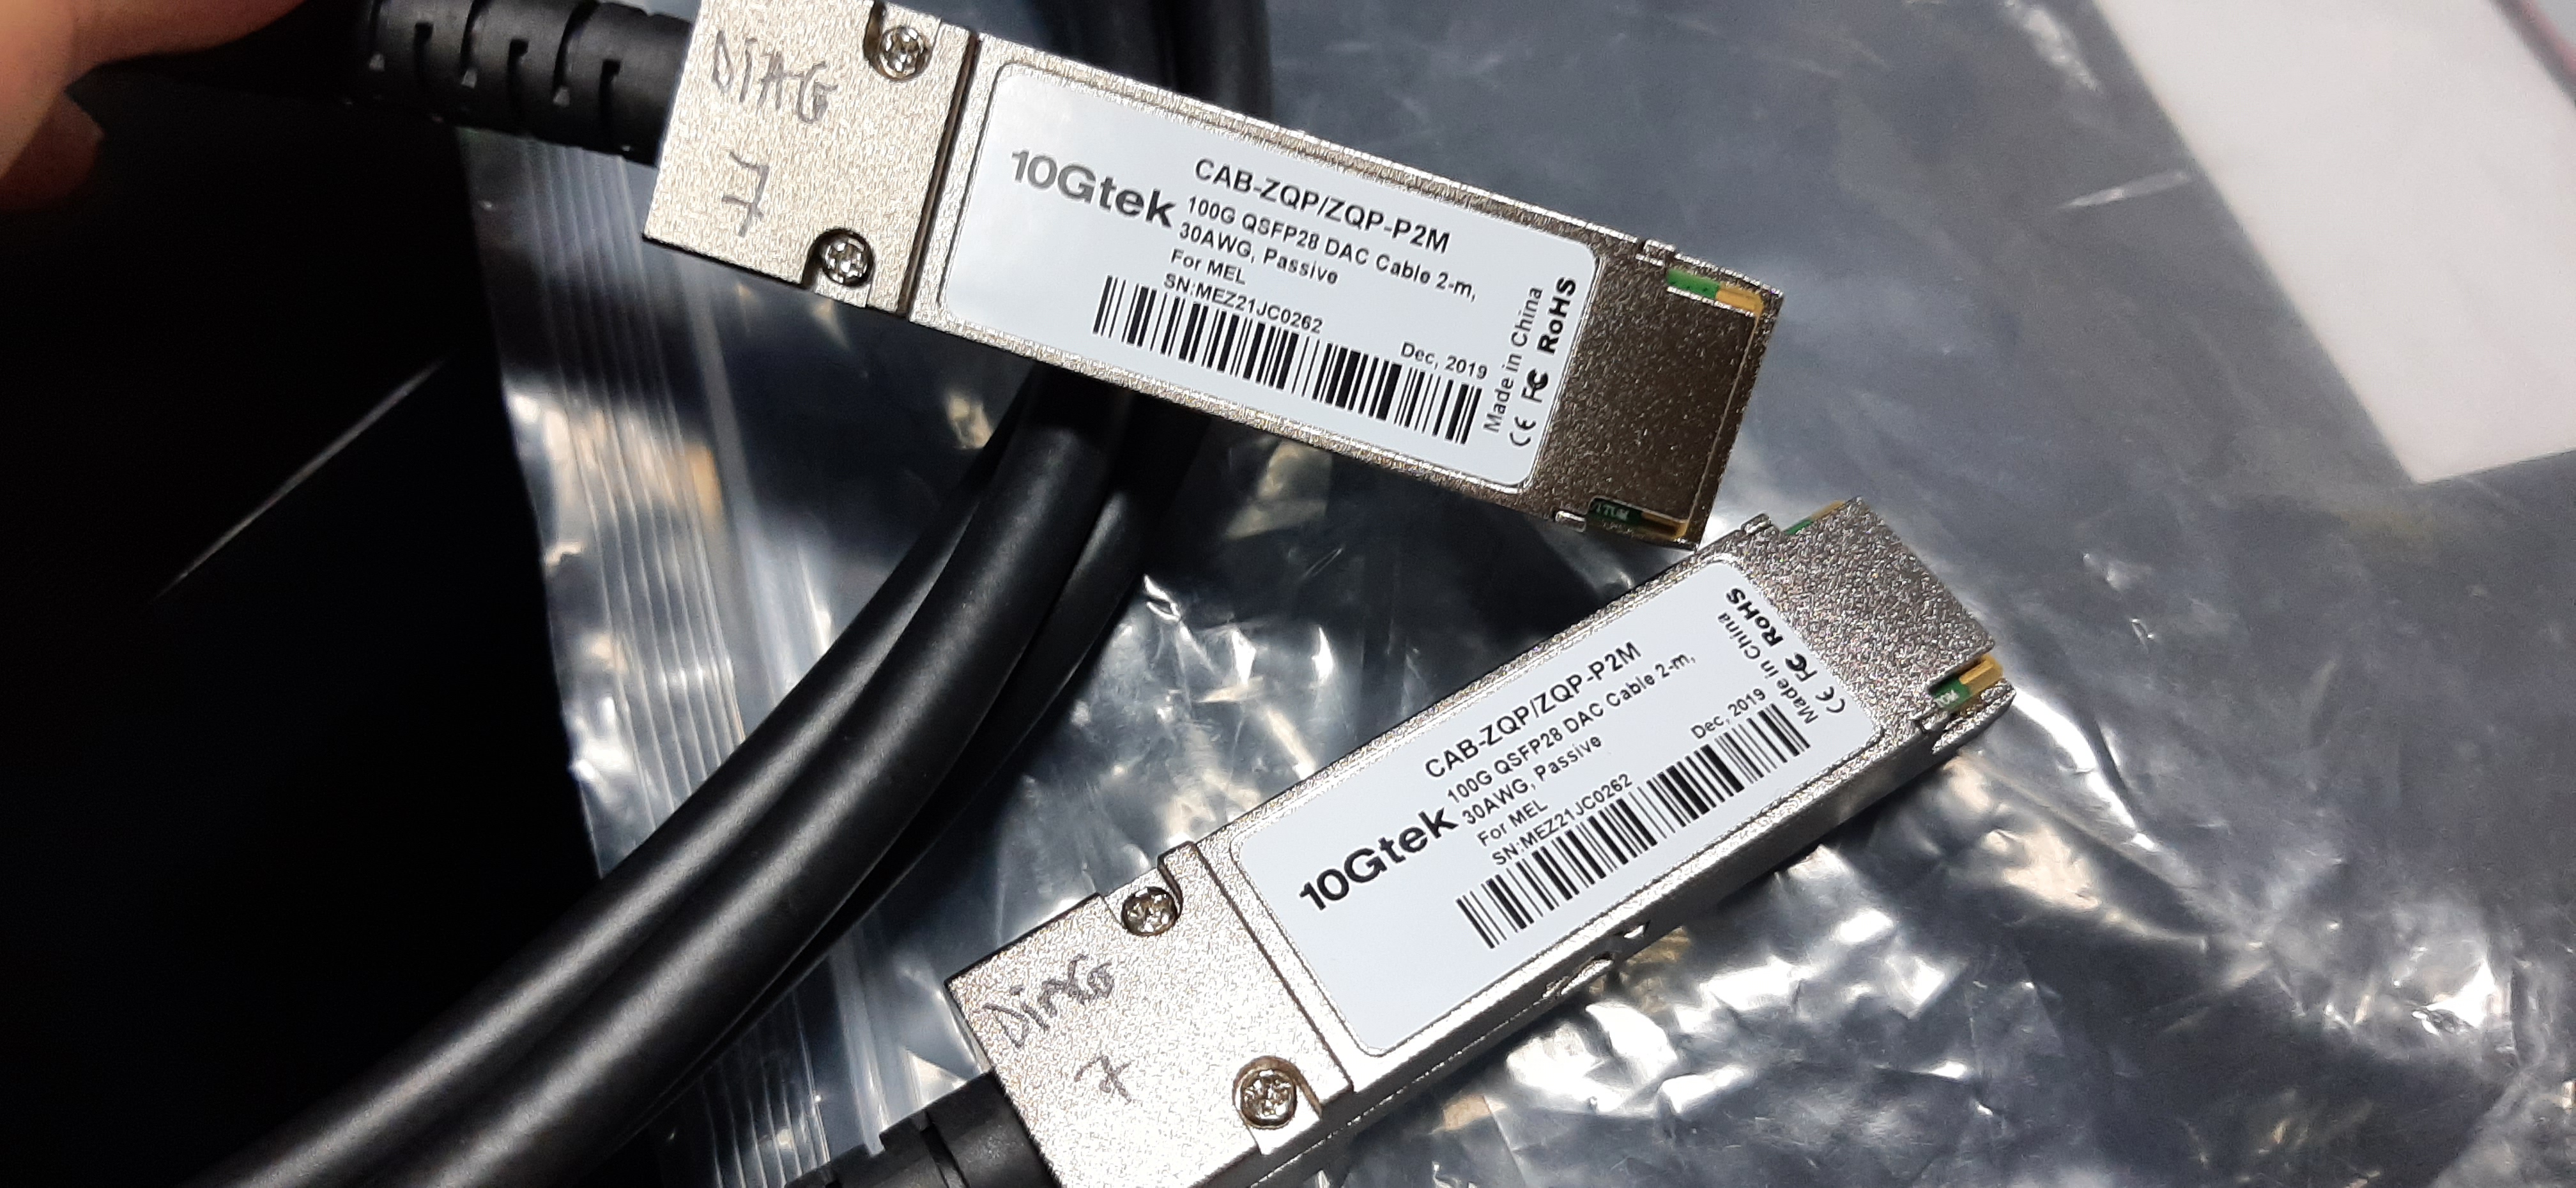 DIAG
7
10Gtek
CAB-ZQP/ZQP-P2M
100G QSFP28 DAC Cable 2-m,
30AWG, Passive
For MEL
SN:MEZ21JC0262
Dec, 2019
Made in China
CE FC RoHS
DiAG
7
10Gtek
CAB-ZQP/ZQP-P2M
100G QSFP28 DAC Cable 2-m,
30AWG, Passive
For MEL
SN:MEZ21JC0262
Dec, 2019
Made in China
CE FC RoHS